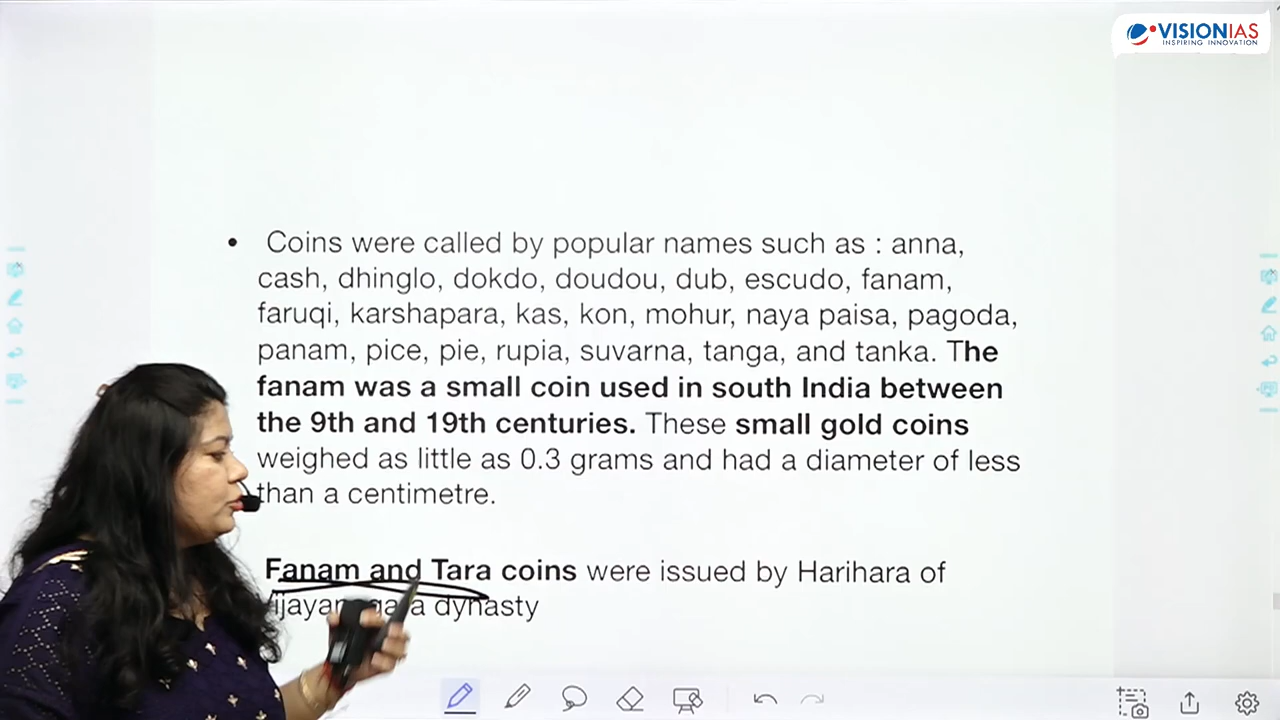 VISIONIAS
INSPIRING INNOVATION
• Coins were called by popular names such as : anna,
cash, dhinglo, dokdo, doudou, dub, escudo, fanam,
faruqi, karshapara, kas, kon, mohur, naya paisa, pagoda,
panam, pice, pie, rupia, suvarna, tanga, and tanka. The
fanam was a small coin used in south India between
the 9th and 19th centuries. These small gold coins
weighed as little as 0.3 grams and had a diameter of less
than a centimetre.
Fanam and Tara coins were issued by Harihara of
dynasty